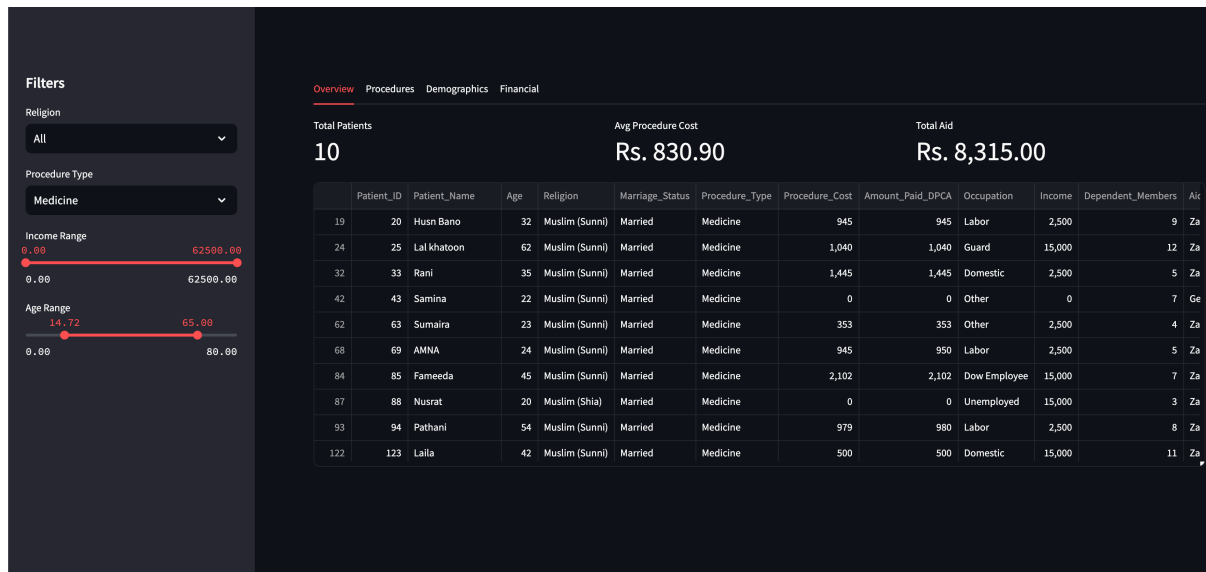 Filters
Religion
All
Procedure Type
Medicine
Income Range
0.00 62500.00
0.00 62500.00
Age Range
14.72 65.00
0.00 80.00
Overview Procedures Demographics Financial
Total Patients Avg Procedure Cost Total Aid
10 Rs. 830.90 Rs. 8,315.00
Patient_ID Patient_Name Age Religion Marriage_Status Procedure_Type Procedure_Cost Amount_Paid_DPCA Occupation Income Dependent_Members Aid
19 20 Husn Bano 32 Muslim (Sunni) Married Medicine 945 945 Labor 2,500 9 Za
24 25 Lal khatoon 62 Muslim (Sunni) Married Medicine 1,040 1,040 Guard 15,000 12 Za
32 33 Rani 35 Muslim (Sunni) Married Medicine 1,445 1,445 Domestic 2,500 5 Za
42 43 Samina 22 Muslim (Sunni) Married Medicine 0 0 Other 0 7 Ge
62 63 Sumaira 23 Muslim (Sunni) Married Medicine 353 353 Other 2,500 4 Za
68 69 AMNA 24 Muslim (Sunni) Married Medicine 945 950 Labor 2,500 5 Za
84 85 Fameeda 45 Muslim (Sunni) Married Medicine 2,102 2,102 Dow Employee 15,000 7 Za
87 88 Nusrat 20 Muslim (Shia) Married Medicine 0 0 Unemployed 15,000 3 Za
93 94 Pathani 54 Muslim (Sunni) Married Medicine 979 980 Labor 2,500 8 Za
122 123 Laila 42 Muslim (Sunni) Married Medicine 500 500 Domestic 15,000 11 Za